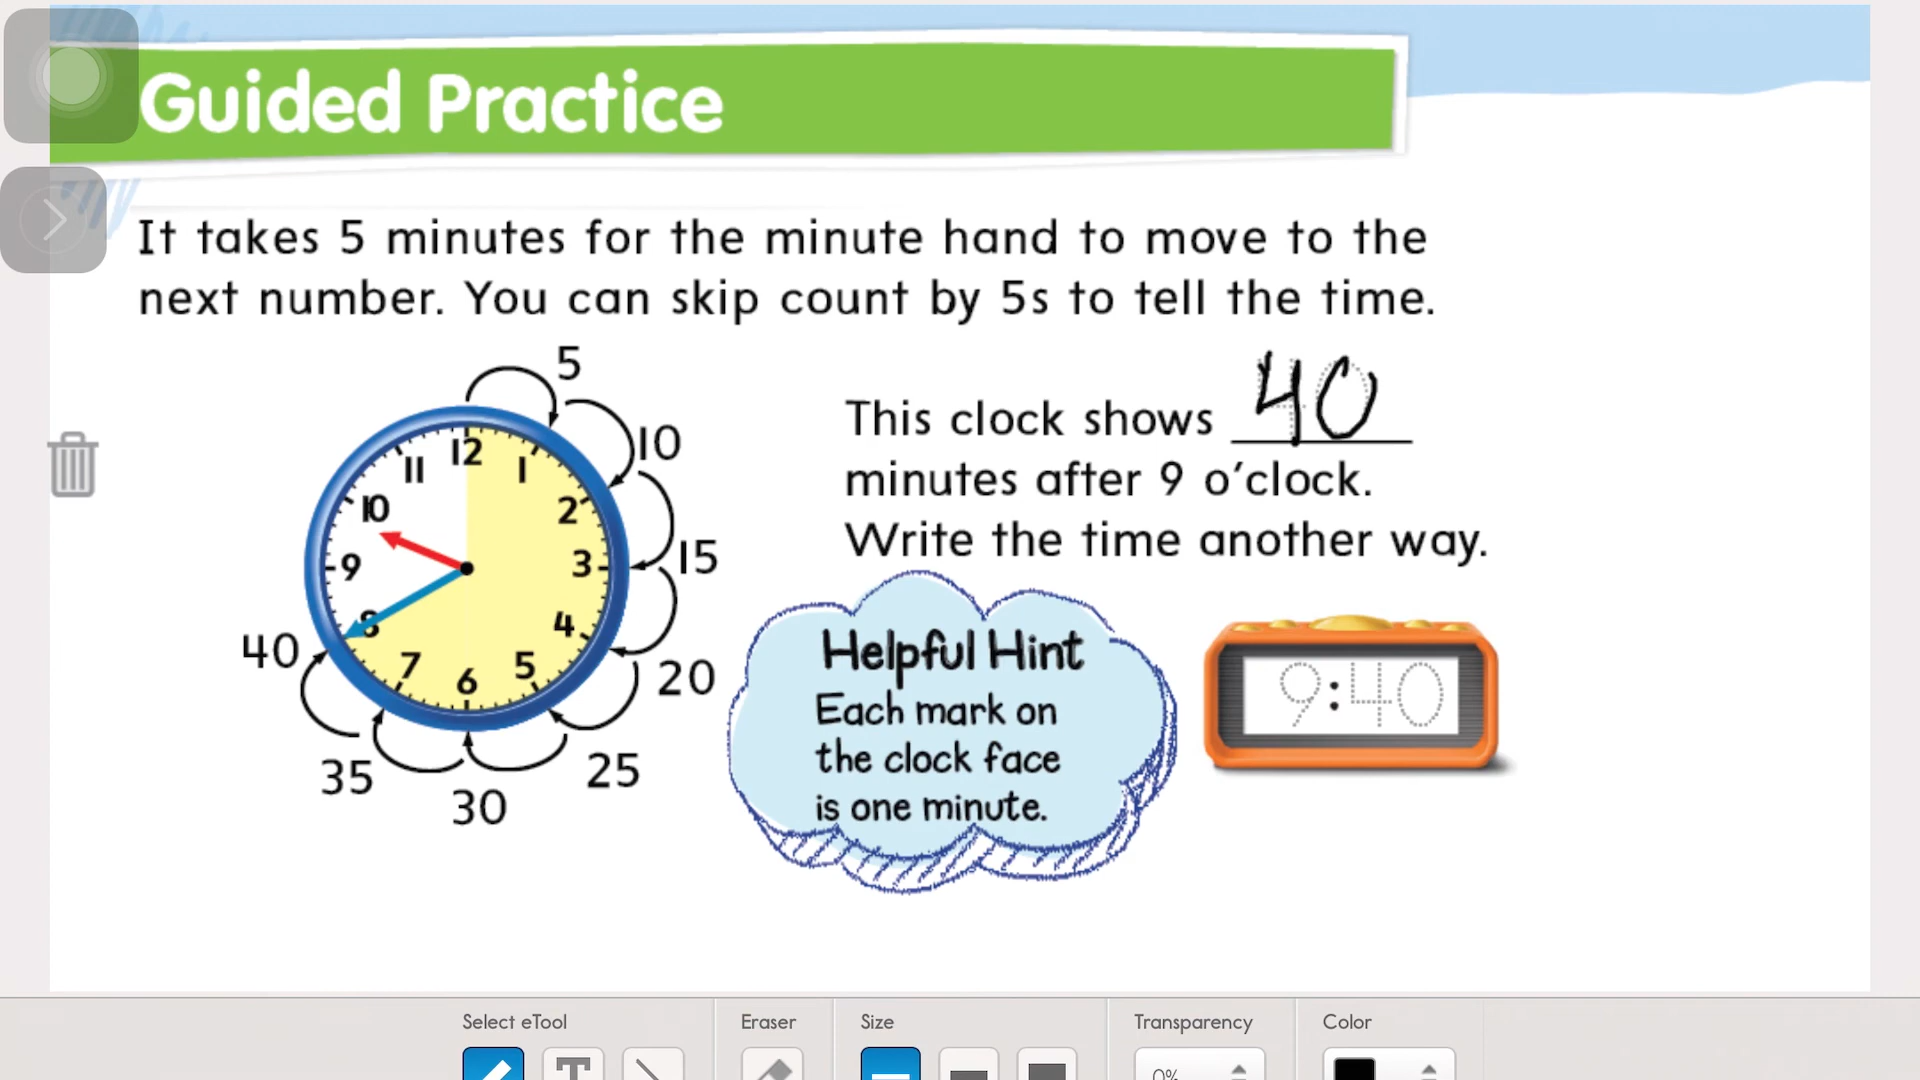 Guided Practice
It takes 5 minutes for the minute hand to move to the
next number. You can skip count by 5s to tell the time.
5
10
15
20
25
30
35
40
12
1
2
3
4
5
6
7
8
9
10
11
This clock shows 40
minutes after 9 o'clock.
Write the time another way.
Helpful Hint
Each mark on
the clock face
is one minute.
9:40
Select eTool
Eraser
Size
Transparency
Color
T
0%